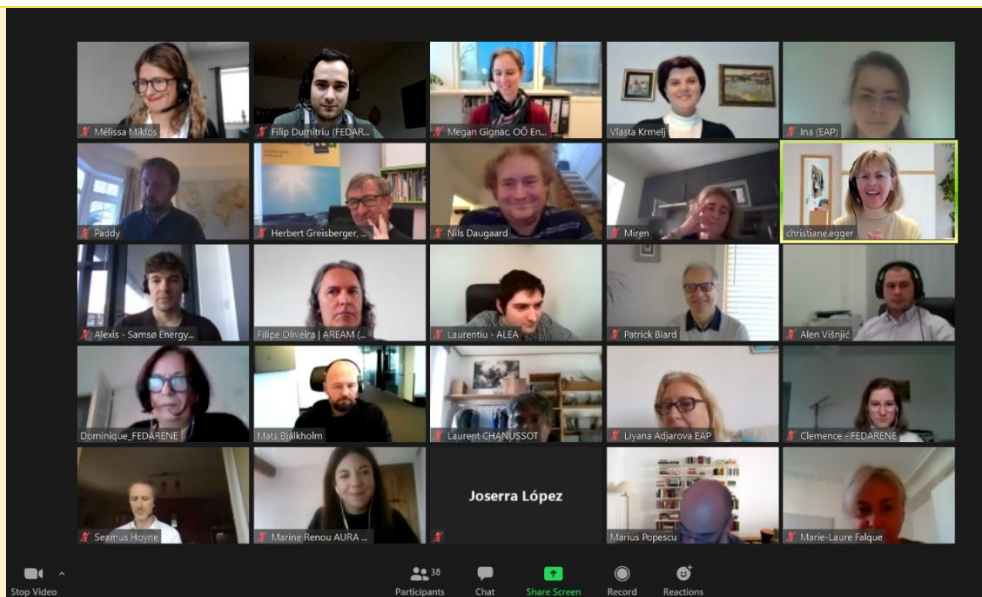 Mélissa Miklos
Filip Dumitriu (FEDAR...
Megan Gignac, OÖ En...
Vlasta Krmelj
Ina (EAP)
Paddy
Herbert Greisberger, ...
Nils Daugaard
Miren
christiane.egger
Alexis - Samsø Energy...
Filipe Oliveira | AREAM (...
Laurentiu - ALEA
Patrick Biard
Alen Višnjić
Dominique_FEDARENE
Mats Bjälkholm
Laurent CHANUSSOT
Liyana Adjarova EAP
Clemence - FEDARENE
Seamus Hoyne
Marine Renou AURA ...
Joserra López
Marius Popescu
Marie-Laure Falque
Stop Video
38
Participants
Chat
Share Screen
Record
Reactions